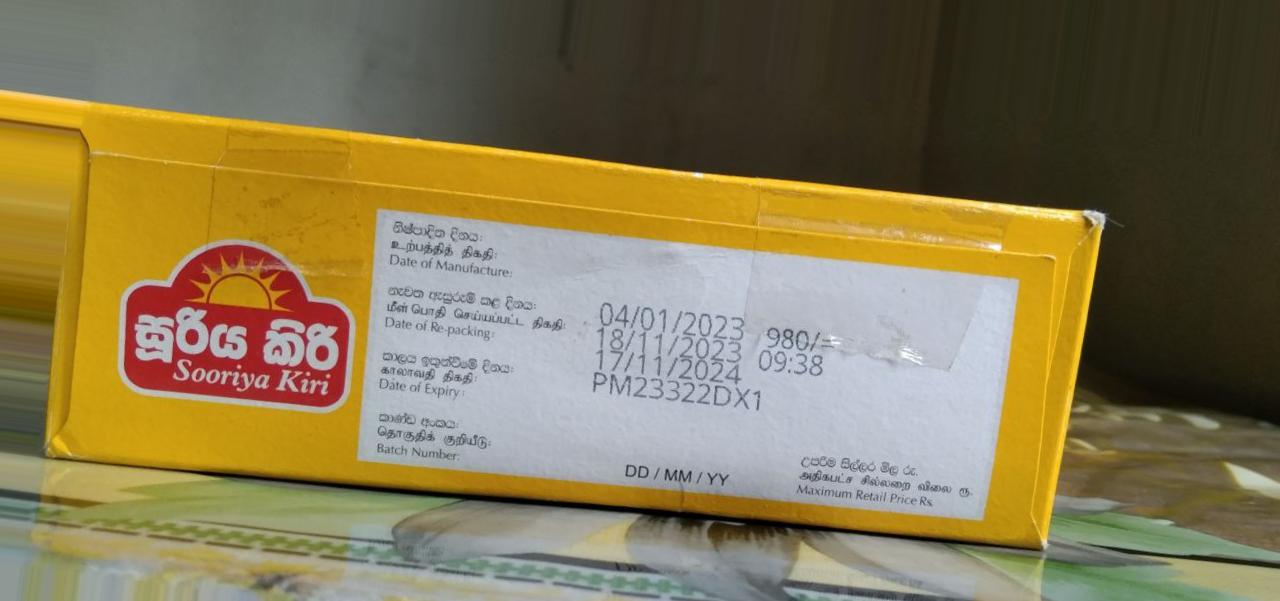 සූරිය කිරි
Sooriya Kiri
නිෂ්පාදිත දිනය:
உற்பத்தித் திகதி:
Date of Manufacture:
නැවත ඇසුරුම් කළ දිනය:
மீள் பொதி செய்யப்பட்ட திகதி:
Date of Re-packing:
කාලය ඉකුත්වීමේ දිනය:
காலாவதி திகதி:
Date of Expiry:
කාණ්ඩ අංකය:
தொகுதிக் குறியீடு:
Batch Number:
04/01/2023 980/=
18/11/2023 09:38
17/11/2024
PM23322DX1
DD / MM / YY
උපරිම සිල්ලර මිල රු.
அதிகபட்ச சில்லறை விலை ரூ.
Maximum Retail Price Rs.